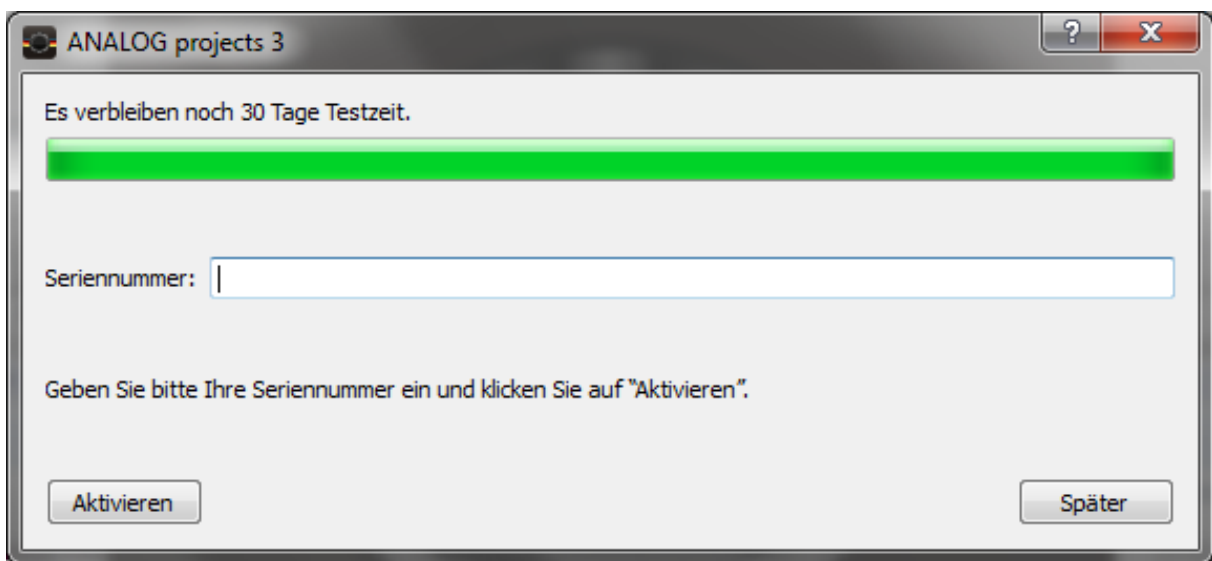 ANALOG projects 3
Es verbleiben noch 30 Tage Testzeit.
Seriennummer:
Geben Sie bitte Ihre Seriennummer ein und klicken Sie auf “Aktivieren”.
Aktivieren
Später